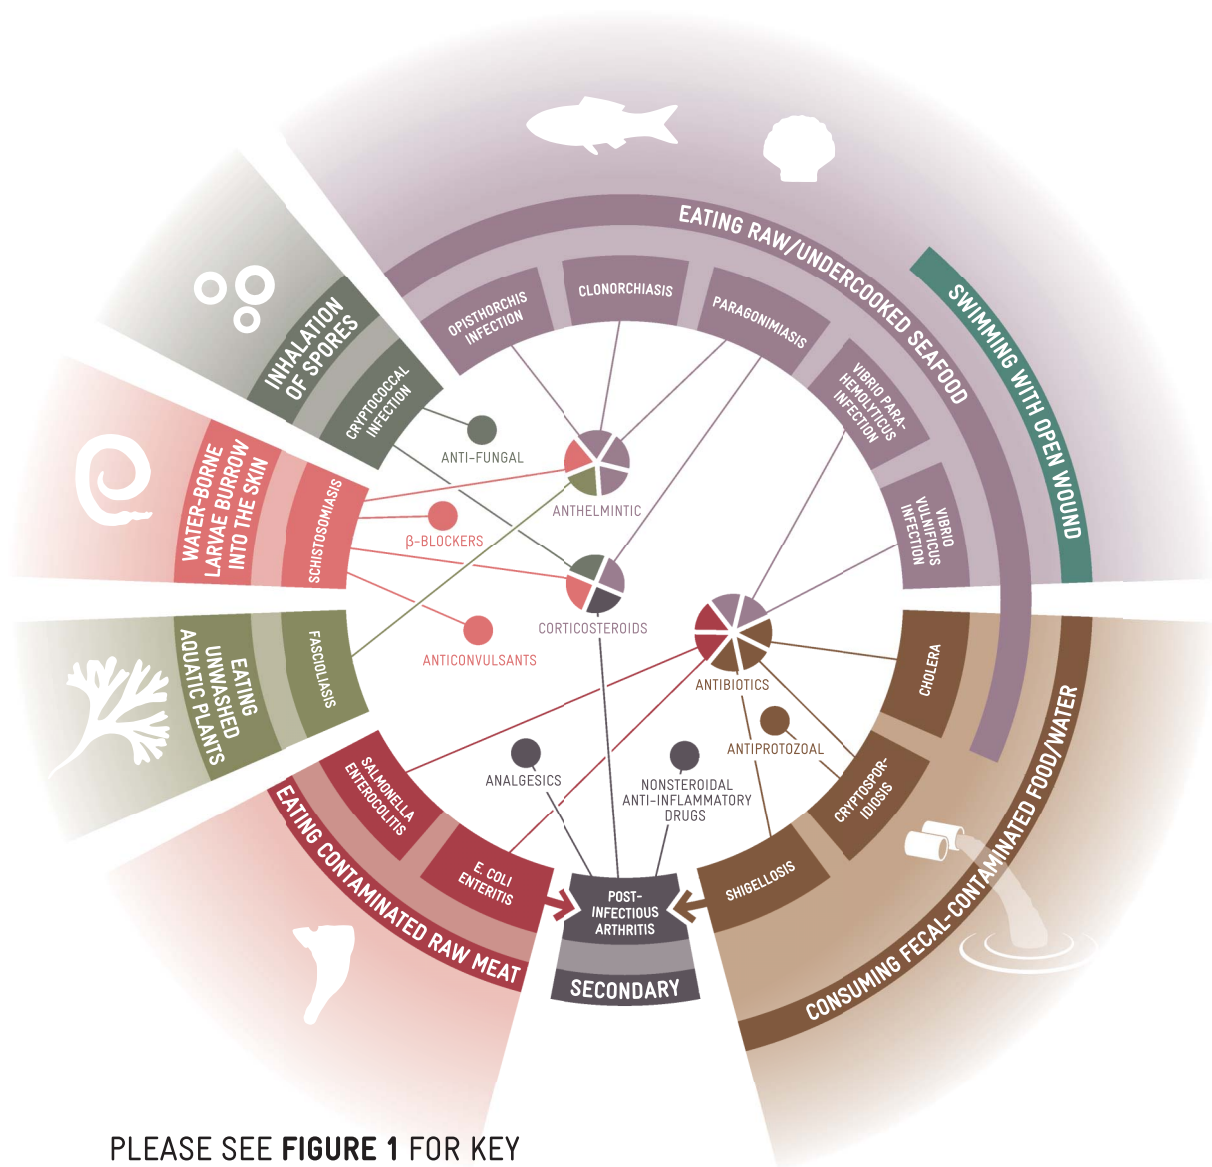 EATING RAW/UNDERCOOKED SEAFOOD
SWIMMING WITH OPEN WOUND
OPISTHORCHIS
INFECTION
CLONORCHIASIS
PARAGONIMIASIS
VIBRIO PARA-
HEMOLYTICUS
INFECTION
VIBRIO
VULNIFICUS
INFECTION
INHALATION
OF SPORES
CRYPTOCOCCAL
INFECTION
ANTI-FUNGAL
WATER-BORNE
LARVAE BURROW
INTO THE SKIN
SCHISTOSOMIASIS
ANTHELMINTIC
β-BLOCKERS
CORTICOSTEROIDS
ANTICONVULSANTS
EATING
UNWASHED
AQUATIC PLANTS
FASCIOLIASIS
ANTIBIOTICS
CHOLERA
ANTIPROTOZOAL
CRYPTOSPOR-
IDIOSIS
SHIGELLOSIS
CONSUMING FECAL-CONTAMINATED FOOD/WATER
ANALGESICS
NONSTEROIDAL
ANTI-INFLAMMATORY
DRUGS
SALMONELLA
ENTEROCOLITIS
E. COLI
ENTERITIS
EATING CONTAMINATED RAW MEAT
POST-
INFECTIOUS
ARTHRITIS
SECONDARY
PLEASE SEE FIGURE 1 FOR KEY